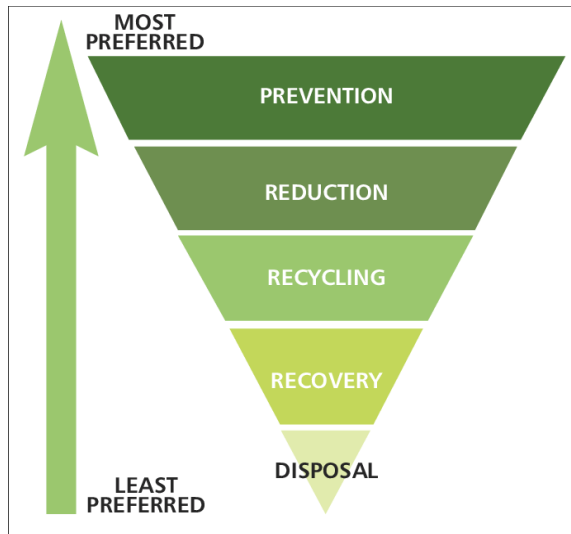 MOST
PREFERRED
PREVENTION
REDUCTION
RECYCLING
RECOVERY
DISPOSAL
LEAST
PREFERRED